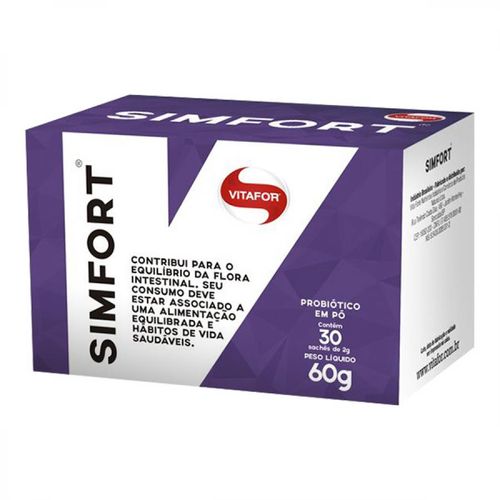 SIMFORT
VITAFOR
SIMFORT®
VITAFOR®
CONTRIBUI PARA O
EQUILÍBRIO DA FLORA
INTESTINAL. SEU
CONSUMO DEVE
ESTAR ASSOCIADO A
UMA ALIMENTAÇÃO
EQUILIBRADA E
HÁBITOS DE VIDA
SAUDÁVEIS.
PROBIÓTICO
EM PÓ
Contém
30
sachês de 2g
PESO LÍQUIDO
60g
SIMFORT®
www.vitafor.com.br